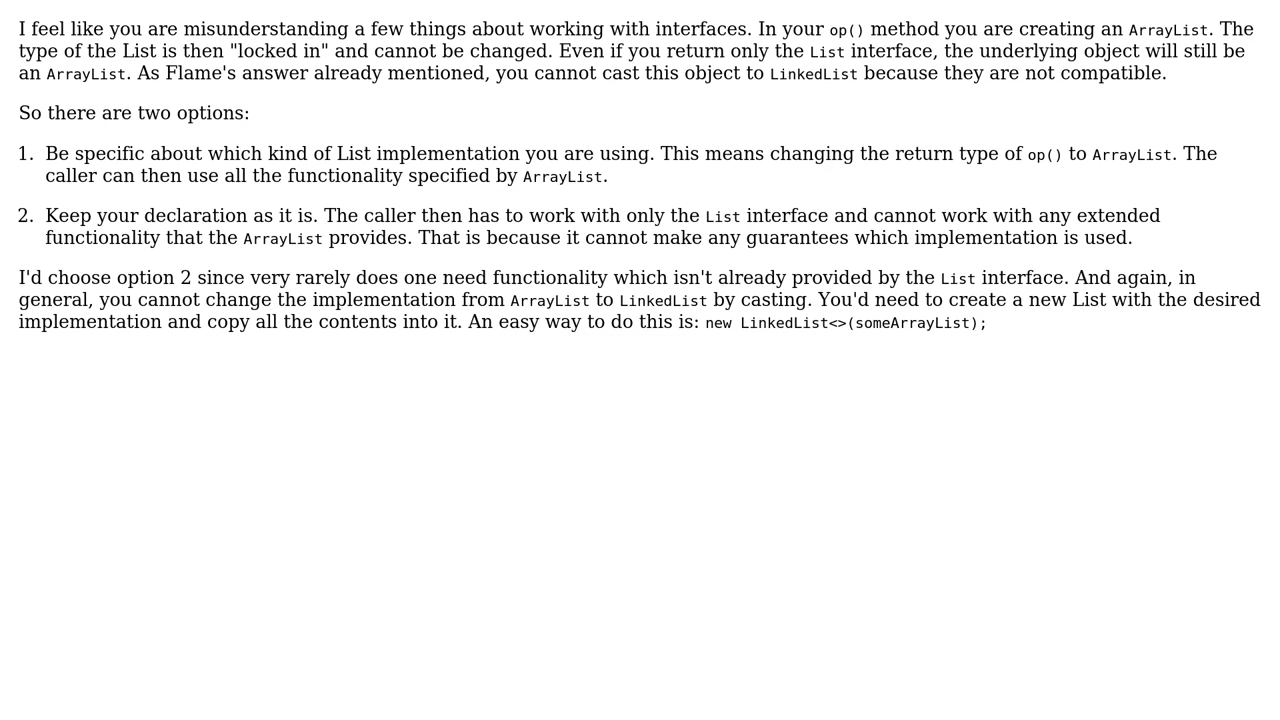 I feel like you are misunderstanding a few things about working with interfaces. In your op() method you are creating an ArrayList. The
type of the List is then "locked in" and cannot be changed. Even if you return only the List interface, the underlying object will still be
an ArrayList. As Flame's answer already mentioned, you cannot cast this object to LinkedList because they are not compatible.
So there are two options:
1. Be specific about which kind of List implementation you are using. This means changing the return type of op() to ArrayList. The
caller can then use all the functionality specified by ArrayList.
2. Keep your declaration as it is. The caller then has to work with only the List interface and cannot work with any extended
functionality that the ArrayList provides. That is because it cannot make any guarantees which implementation is used.
I'd choose option 2 since very rarely does one need functionality which isn't already provided by the List interface. And again, in
general, you cannot change the implementation from ArrayList to LinkedList by casting. You'd need to create a new List with the desired
implementation and copy all the contents into it. An easy way to do this is: new LinkedList<>(someArrayList);